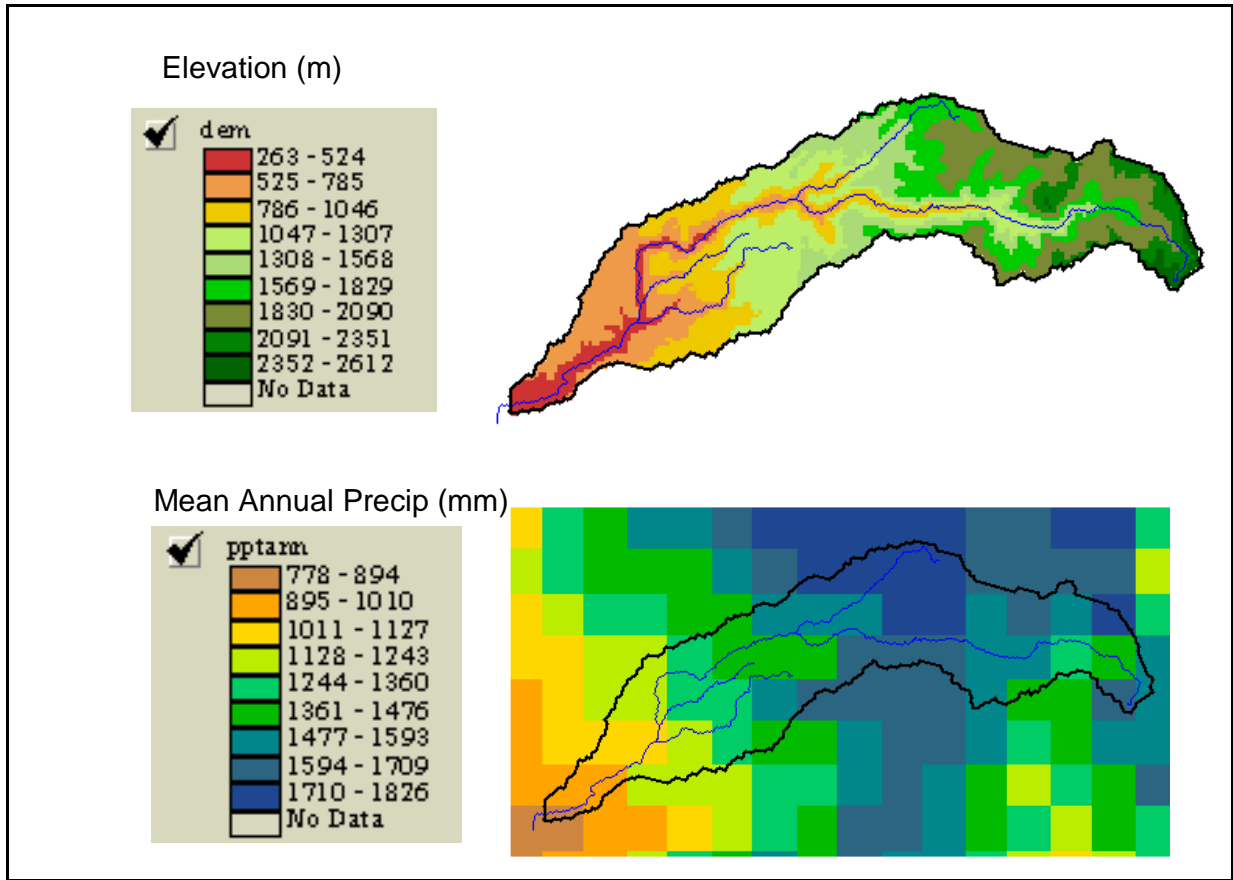 Elevation (m)
dem
263 - 524
525 - 785
786 - 1046
1047 - 1307
1308 - 1568
1569 - 1829
1830 - 2090
2091 - 2351
2352 - 2612
No Data
Mean Annual Precip (mm)
pptann
778 - 894
895 - 1010
1011 - 1127
1128 - 1243
1244 - 1360
1361 - 1476
1477 - 1593
1594 - 1709
1710 - 1826
No Data